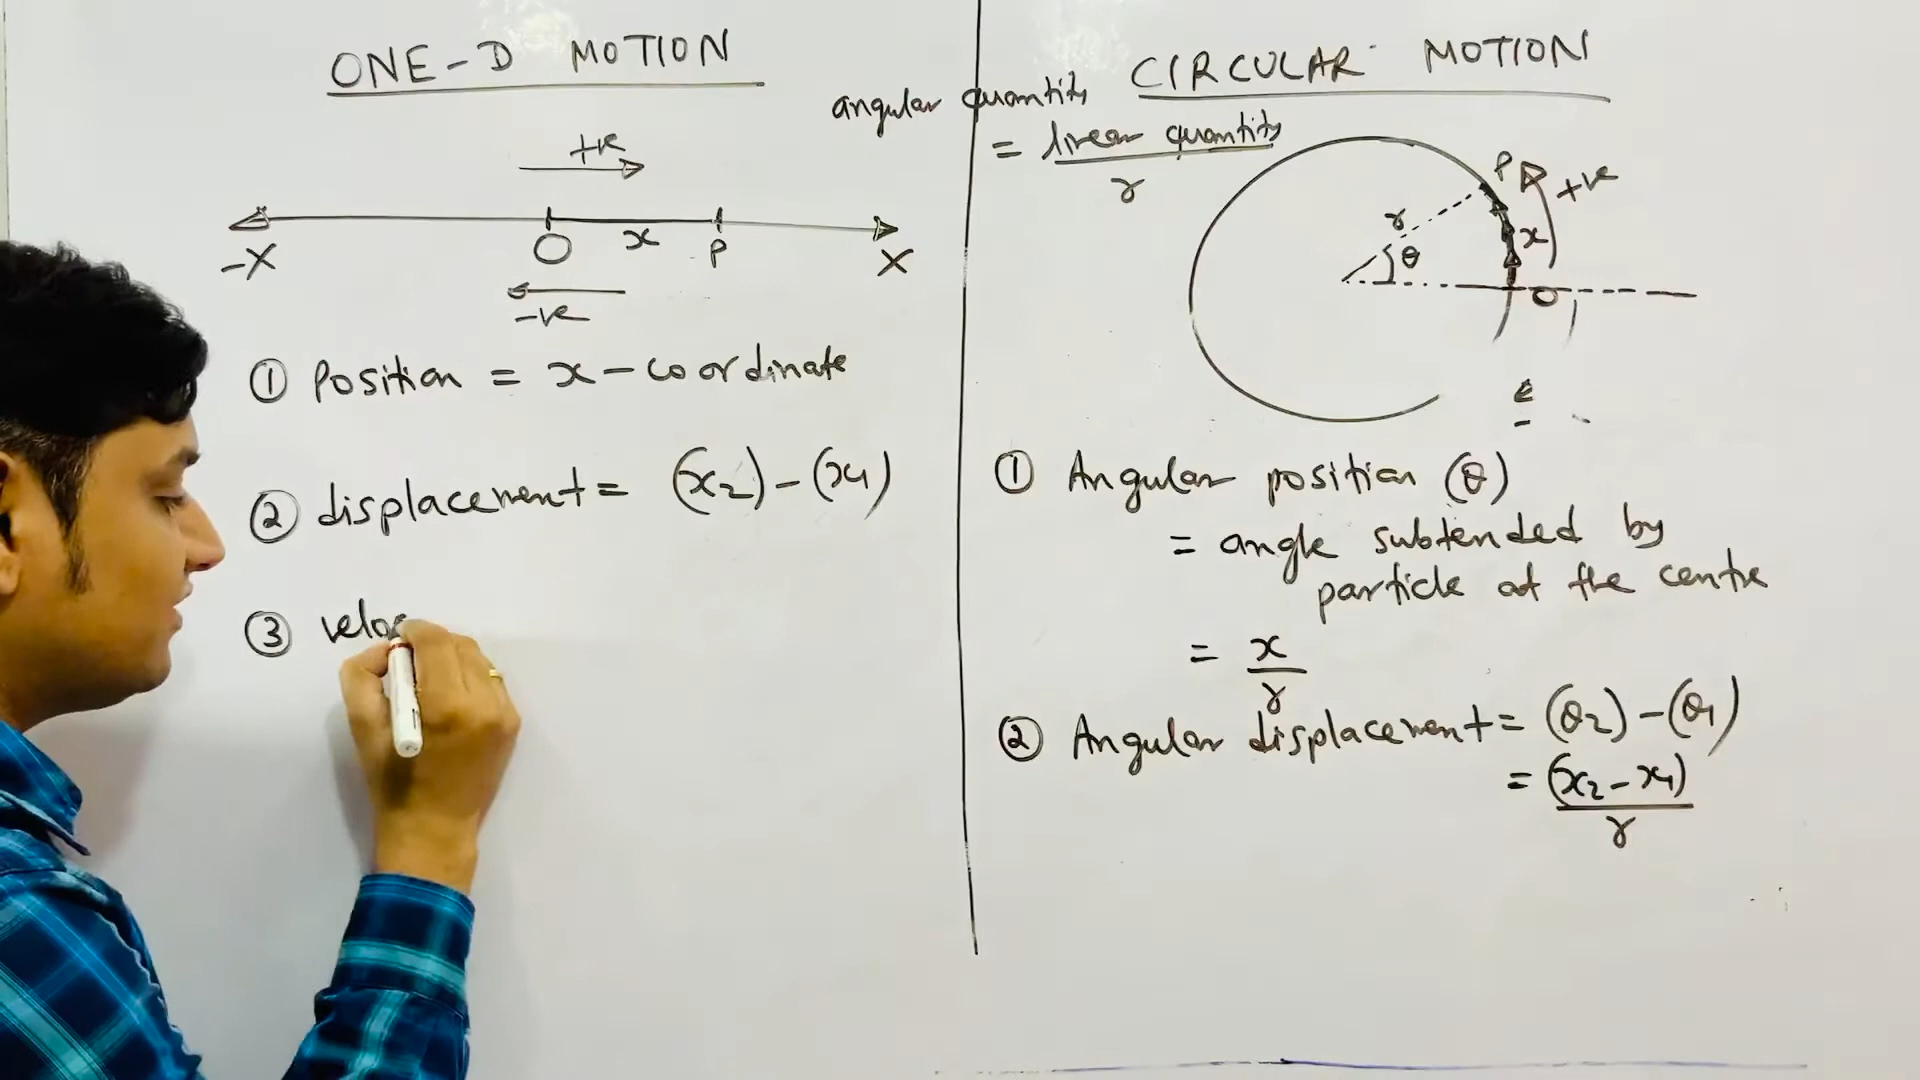 ONE-D MOTION
+ve
-X O x P X
-ve
① Position = x-coordinate
② displacement = (x₂)-(x₁)
③ veloc
angular quantity
= linear quantity
r
CIRCULAR MOTION
P +ve
r
θ x
O
① Angular position (θ)
= angle subtended by
particle at the centre
= x
r
② Angular displacement = (θ₂)-(θ₁)
= (x₂-x₁)
r